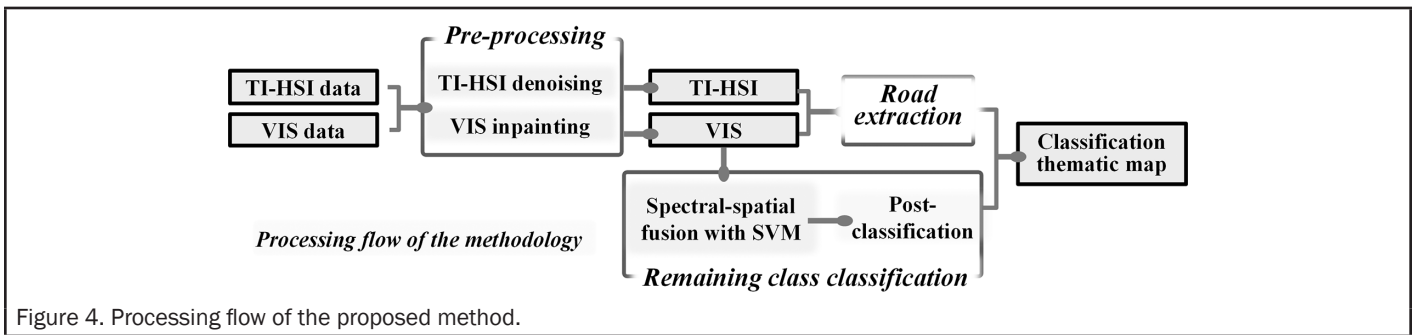 Pre-processing
TI-HSI data
VIS data
TI-HSI denoising
VIS inpainting
TI-HSI
VIS
Road
extraction
Classification
thematic map
Spectral-spatial
fusion with SVM
Post-
classification
Processing flow of the methodology
Remaining class classification
Figure 4. Processing flow of the proposed method.